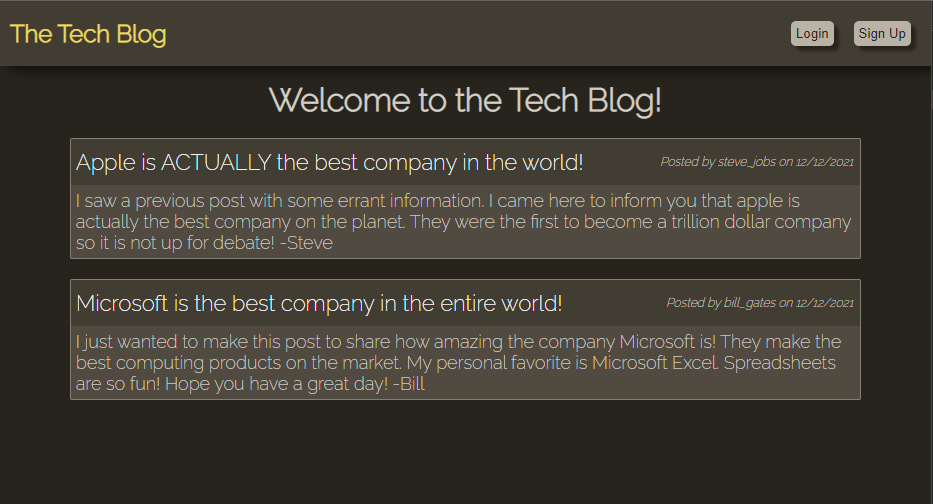 The Tech Blog
Login
Sign Up
Welcome to the Tech Blog!
Apple is ACTUALLY the best company in the world!
Posted by steve_jobs on 12/12/2021
I saw a previous post with some errant information. I came here to inform you that apple is
actually the best company on the planet. They were the first to become a trillion dollar company
so it is not up for debate! -Steve
Microsoft is the best company in the entire world!
Posted by bill_gates on 12/12/2021
I just wanted to make this post to share how amazing the company Microsoft is! They make the
best computing products on the market. My personal favorite is Microsoft Excel. Spreadsheets
are so fun! Hope you have a great day! -Bill